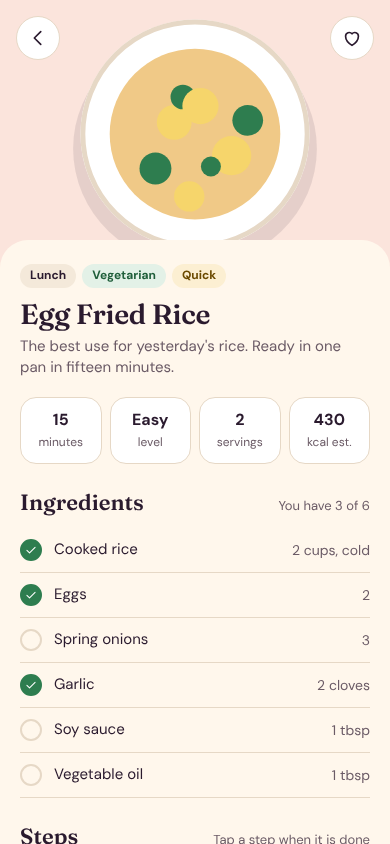 Lunch Vegetarian Quick
Egg Fried Rice
The best use for yesterday's rice. Ready in one
pan in fifteen minutes.
15 Easy 2 430
minutes level servings kcal est.
Ingredients You have 3 of 6
Cooked rice 2 cups, cold
Eggs 2
Spring onions 3
Garlic 2 cloves
Soy sauce 1 tbsp
Vegetable oil 1 tbsp
Steps Tap a step when it is done